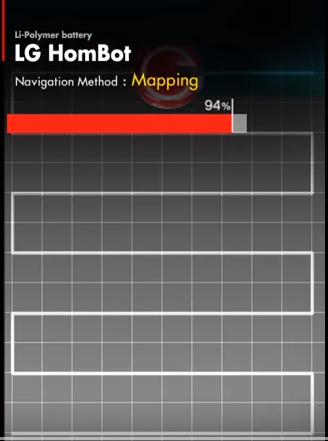 Li-Polymer battery
LG HomBot
Navigation Method : Mapping
94%